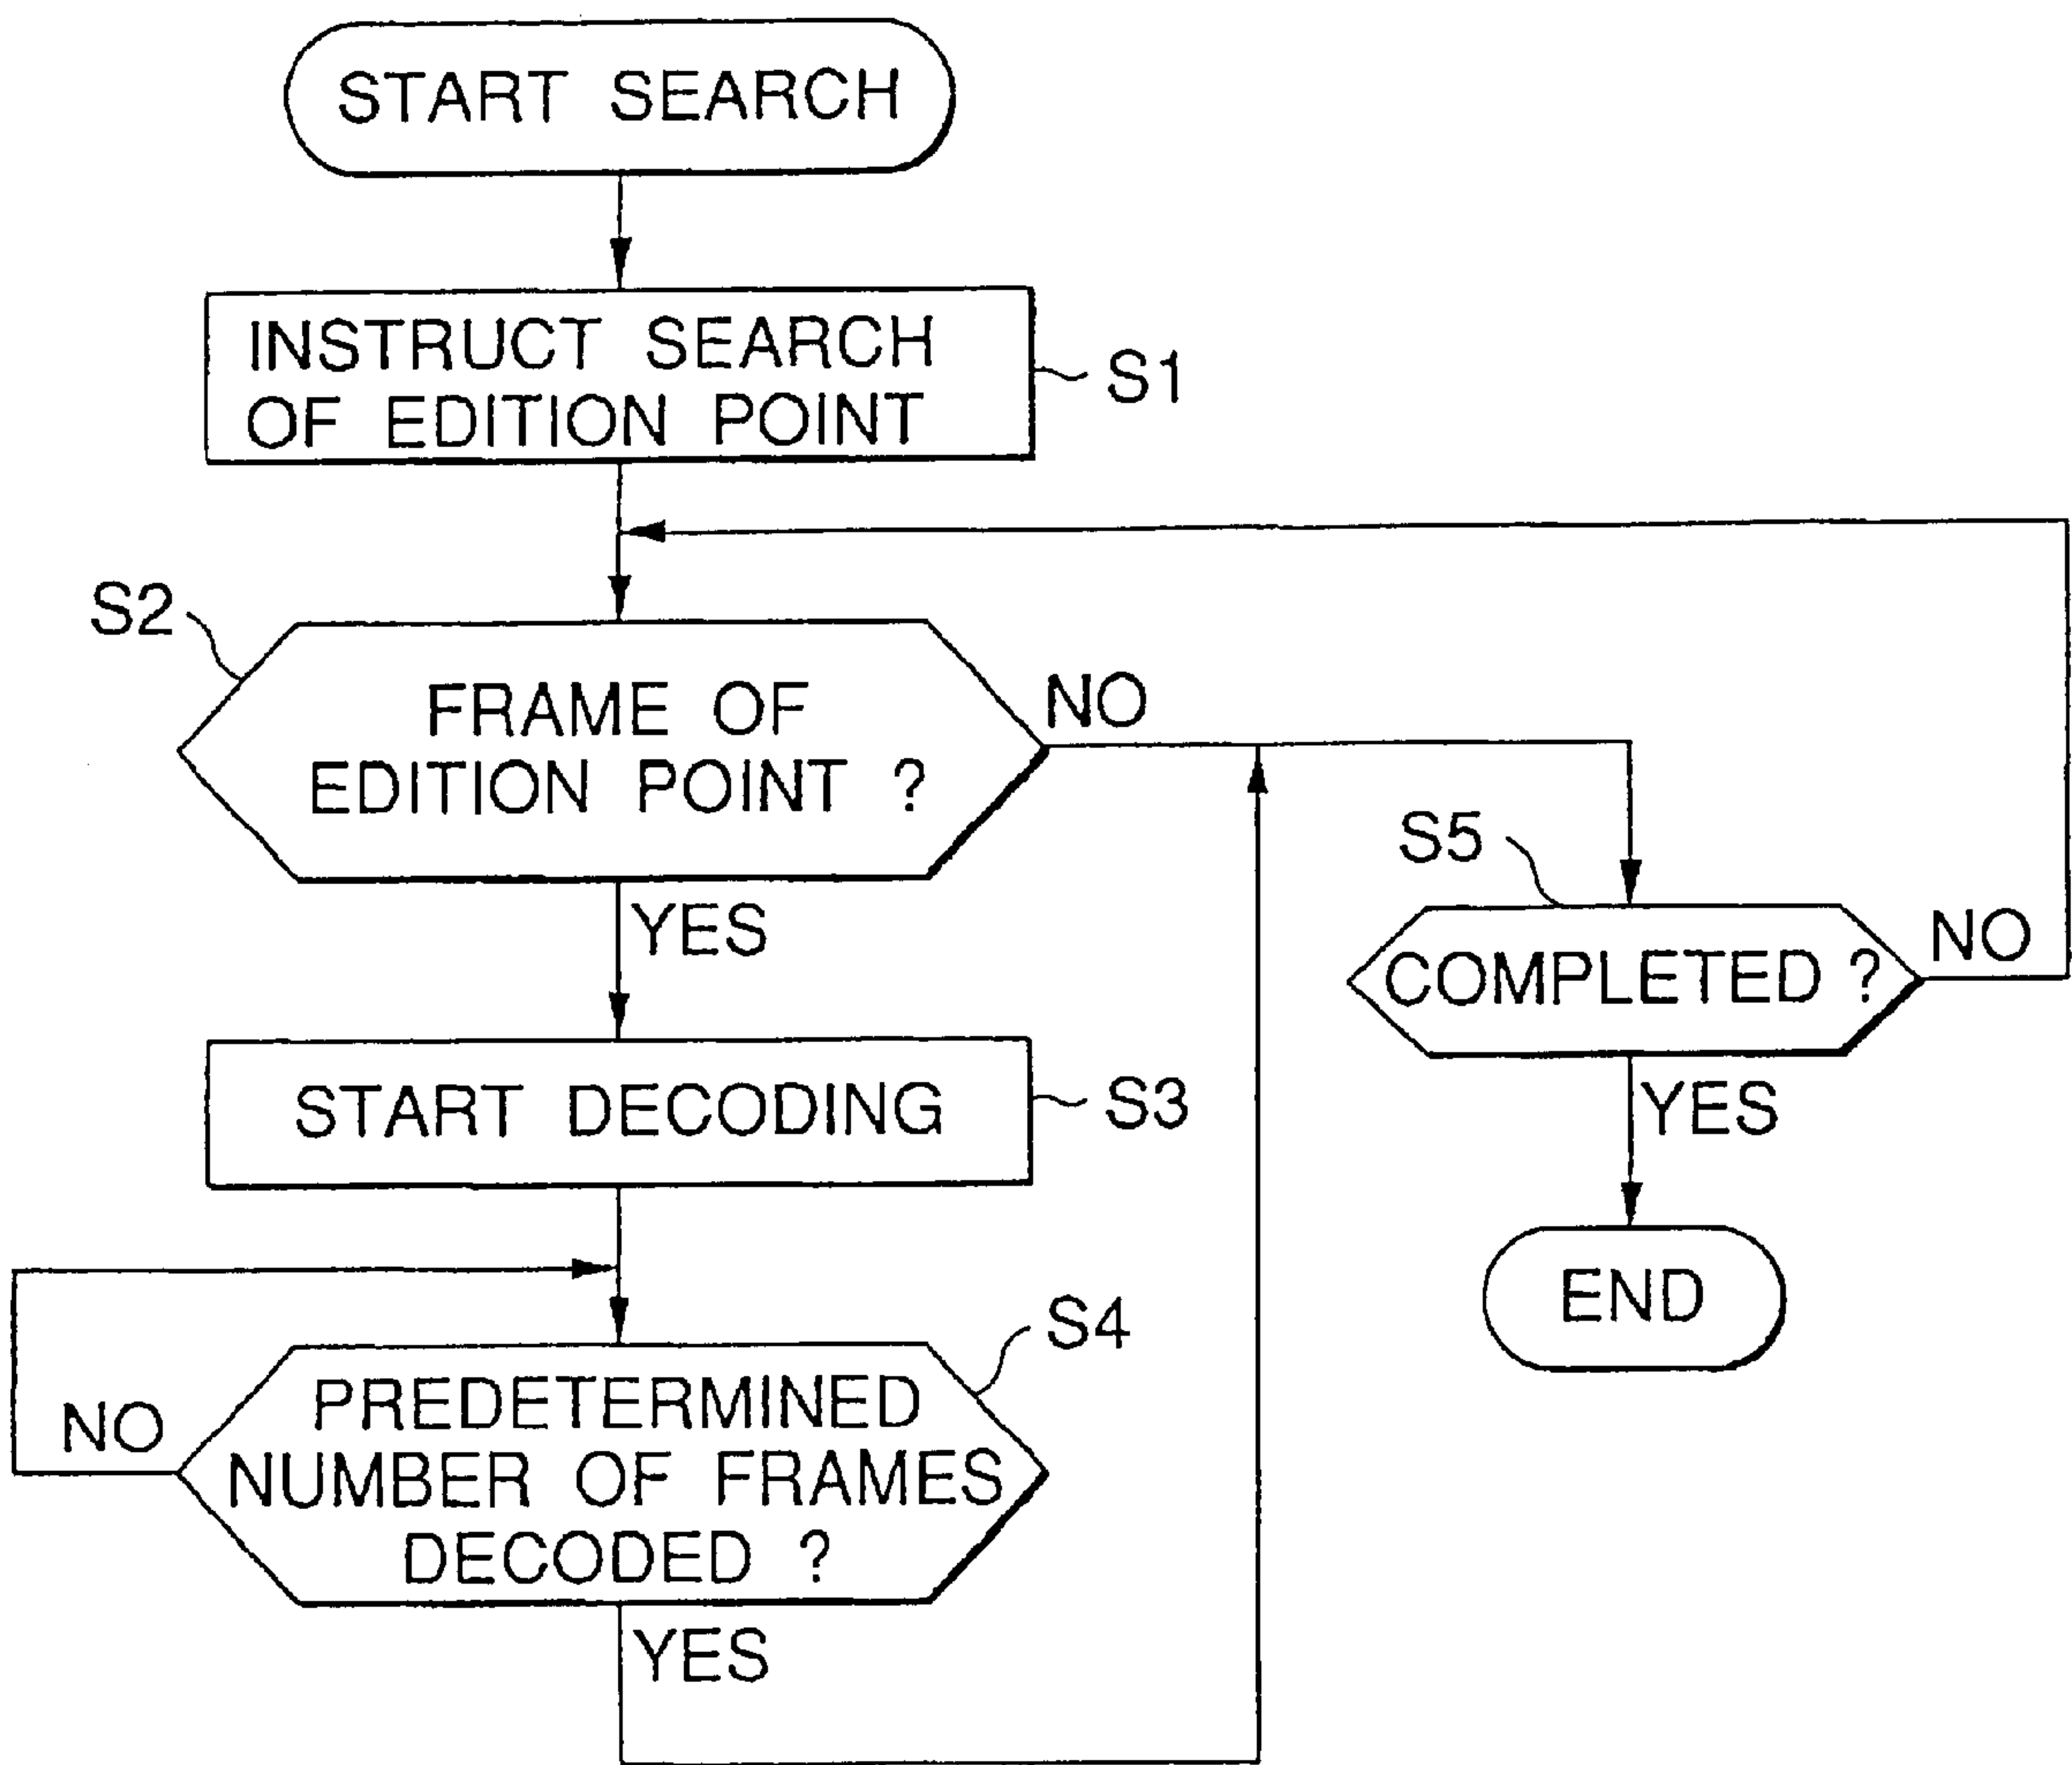 START SEARCH
INSTRUCT SEARCH
OF EDITION POINT
S1
S2
FRAME OF
EDITION POINT ?
NO
YES
S5
COMPLETED ?
NO
YES
END
START DECODING
S3
S4
PREDETERMINED
NUMBER OF FRAMES
DECODED ?
NO
YES